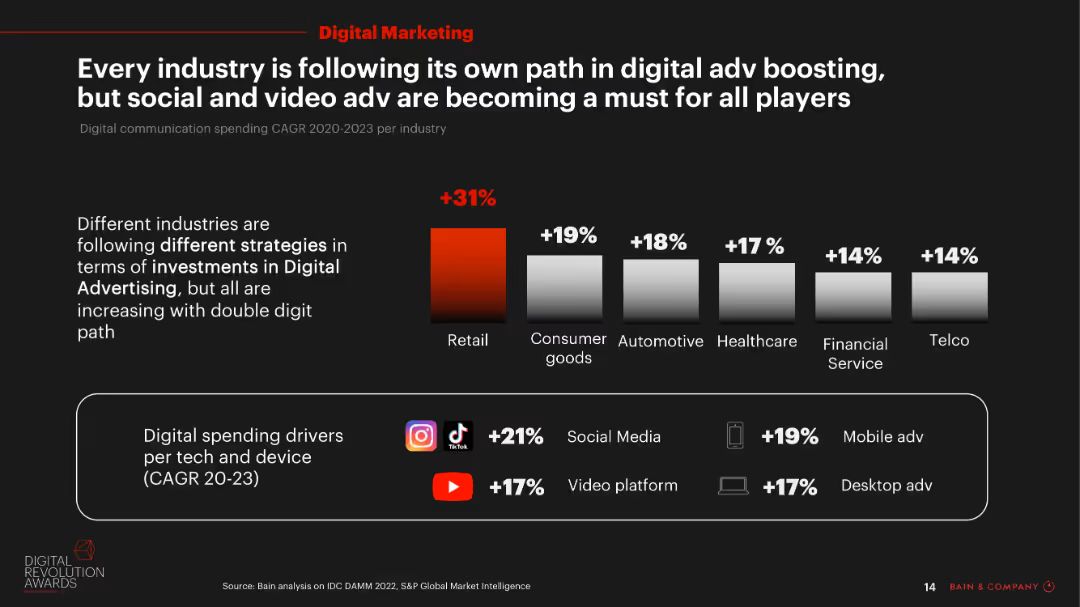 Digital Marketing
Every industry is following its own path in digital adv boosting,
but social and video adv are becoming a must for all players
Digital communication spending CAGR 2020-2023 per industry
Different industries are
following different strategies in
terms of investments in Digital
Advertising, but all are
increasing with double digit
path
+31%
+19%
+18%
+17 %
+14%
+14%
Retail
Consumer
goods
Automotive
Healthcare
Financial
Service
Telco
Digital spending drivers
per tech and device
(CAGR 20-23)
TikTok
+21%
Social Media
+19%
Mobile adv
+17%
Video platform
+17%
Desktop adv
DIGITAL
REVOLUTION
AWARDS
Source: Bain analysis on IDC DAMM 2022, S&P Global Market Intelligence
14
BAIN & COMPANY